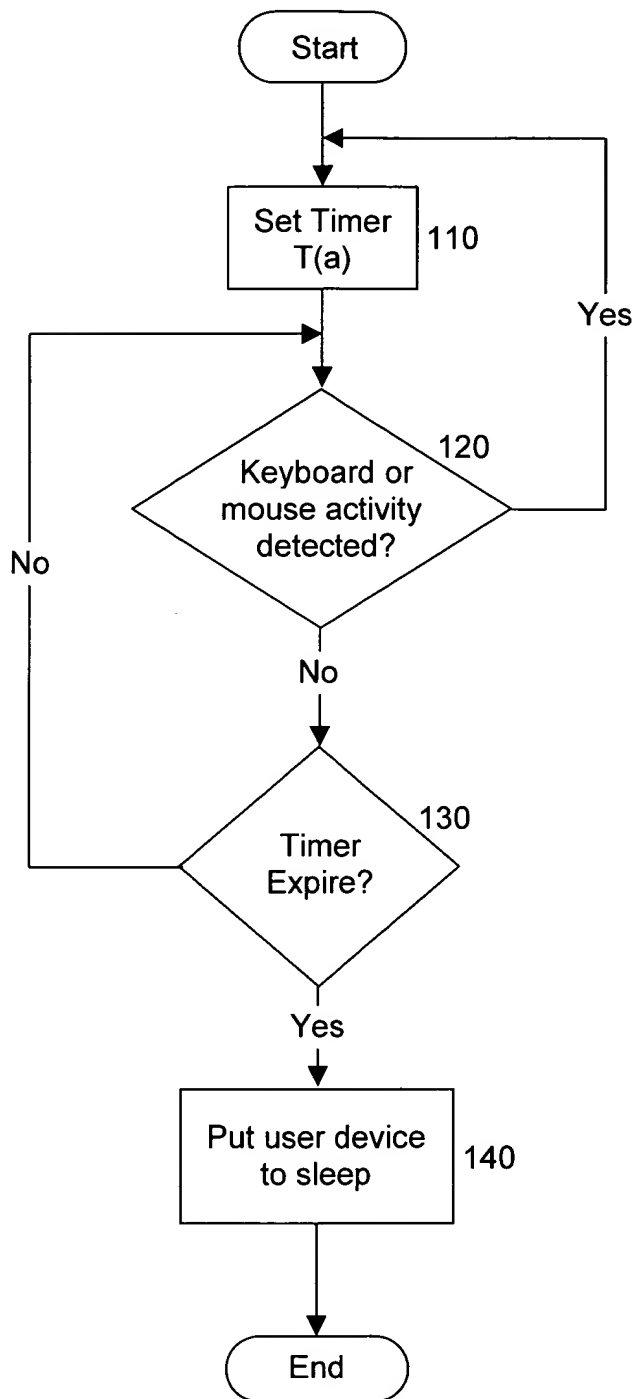 Start
Set Timer
T(a)
110
Yes
120
Keyboard or
mouse activity
detected?
No
No
130
Timer
Expire?
Yes
Put user device
to sleep
140
End